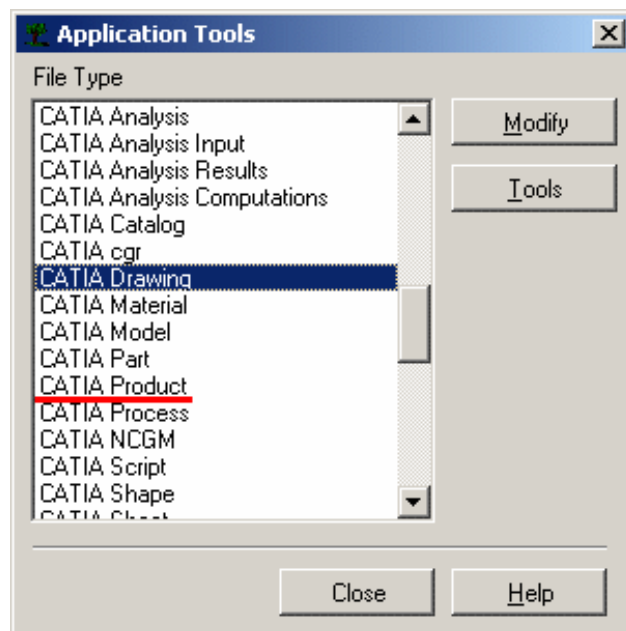 Application Tools
File Type
CATIA Analysis
CATIA Analysis Input
CATIA Analysis Results
CATIA Analysis Computations
CATIA Catalog
CATIA cgr
CATIA Drawing
CATIA Material
CATIA Model
CATIA Part
CATIA Product
CATIA Process
CATIA NCGM
CATIA Script
CATIA Shape
CATIA Sheet
Modify
Tools
Close
Help